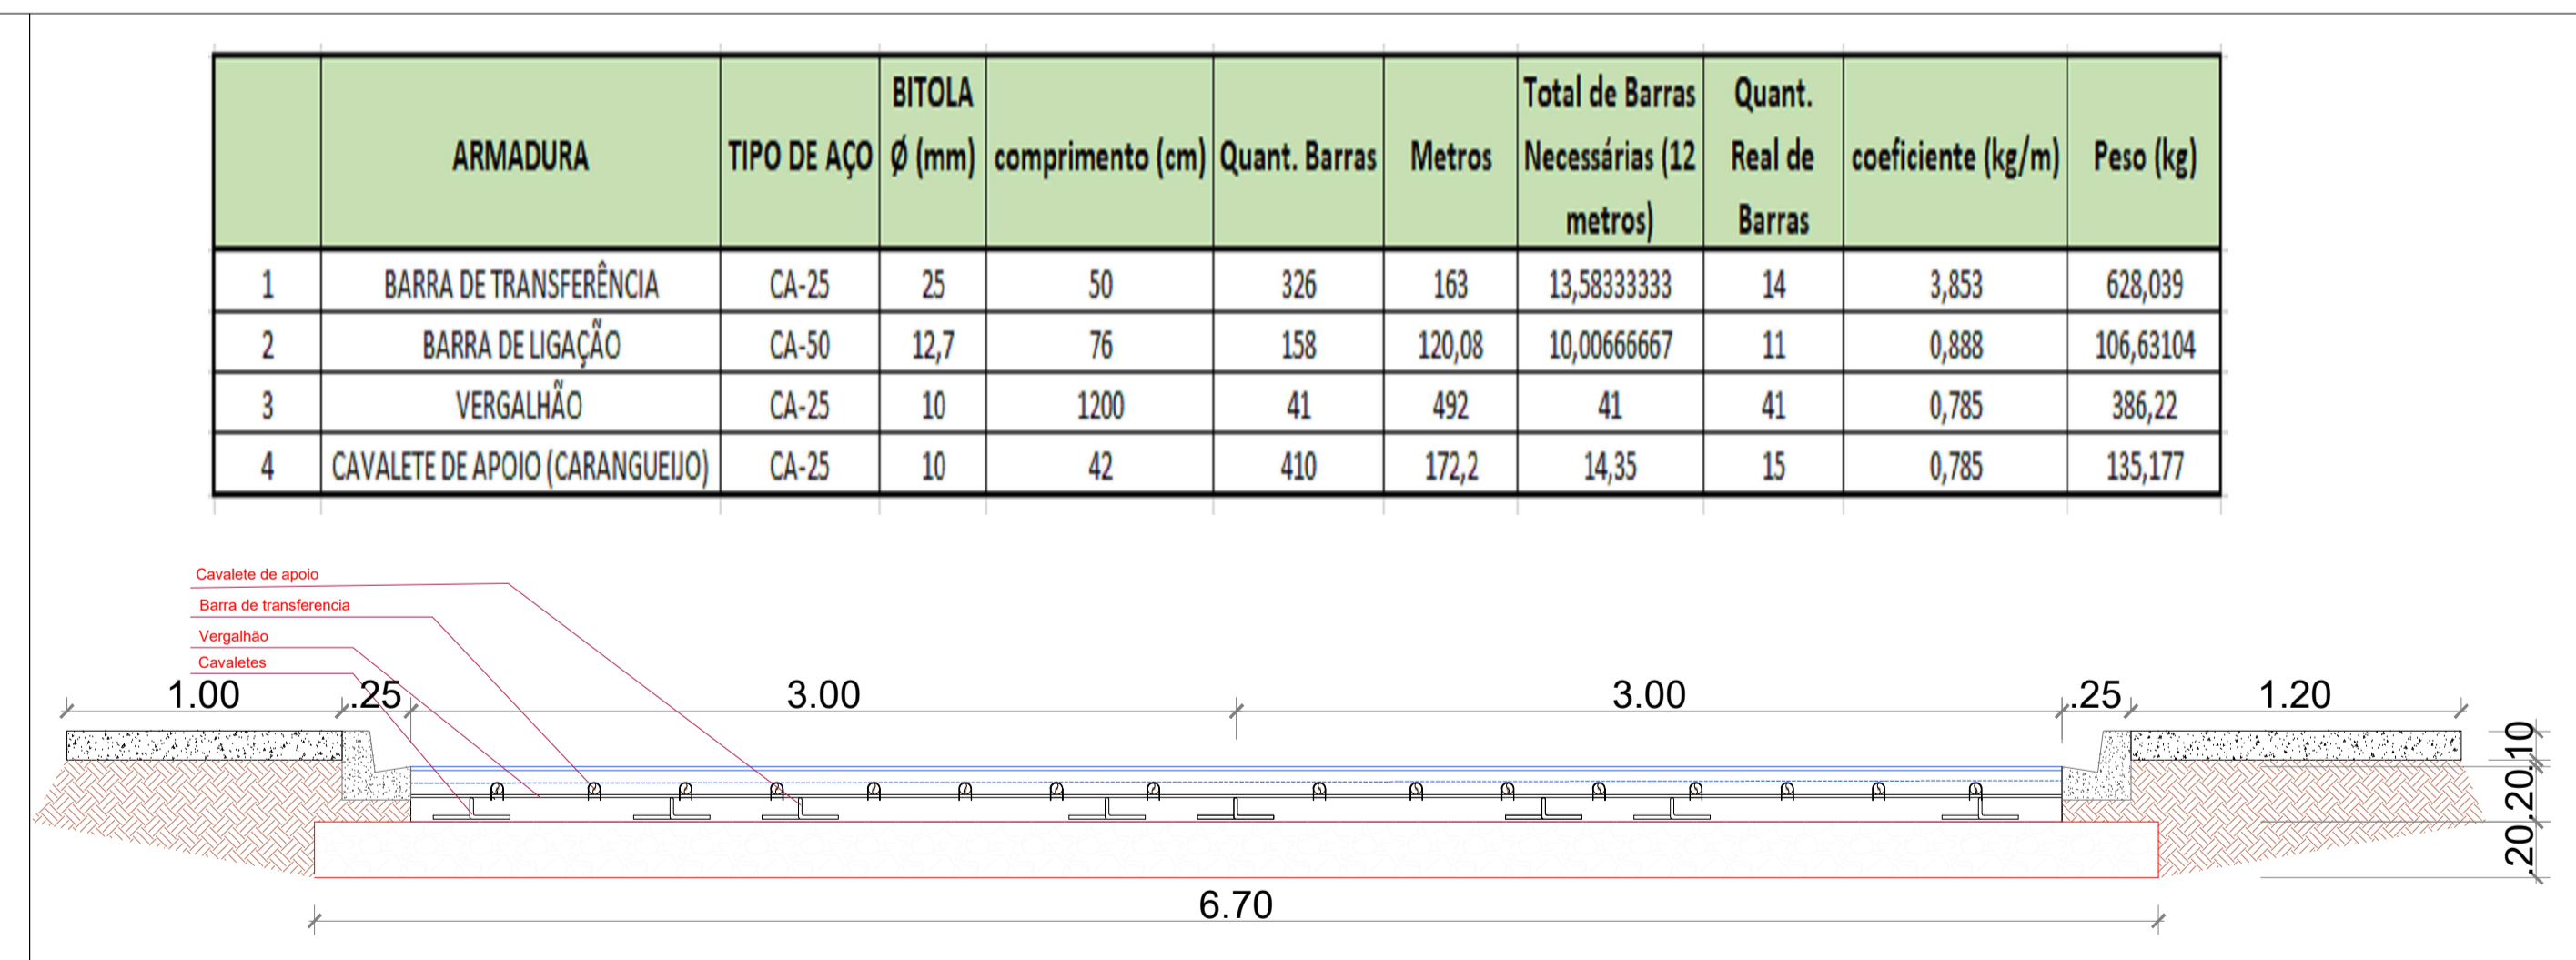 ARMADURA TIPO DE AÇO BITOLA Ø (mm) comprimento (cm) Quant. Barras Metros Total de Barras Necessárias (12 metros) Quant. Real de Barras coeficiente (kg/m) Peso (kg)
1 BARRA DE TRANSFERÊNCIA CA-25 25 50 326 163 13,58333333 14 3,853 628,039
2 BARRA DE LIGAÇÃO CA-50 12,7 76 158 120,08 10,00666667 11 0,888 106,63104
3 VERGALHÃO CA-25 10 1200 41 492 41 41 0,785 386,22
4 CAVALETE DE APOIO (CARANGUEIJO) CA-25 10 42 410 172,2 14,35 15 0,785 135,177
Cavalete de apoio
Barra de transferencia
Vergalhão
Cavaletes
1.00 .25 3.00 3.00 .25 1.20
.10
.20
.20
6.70